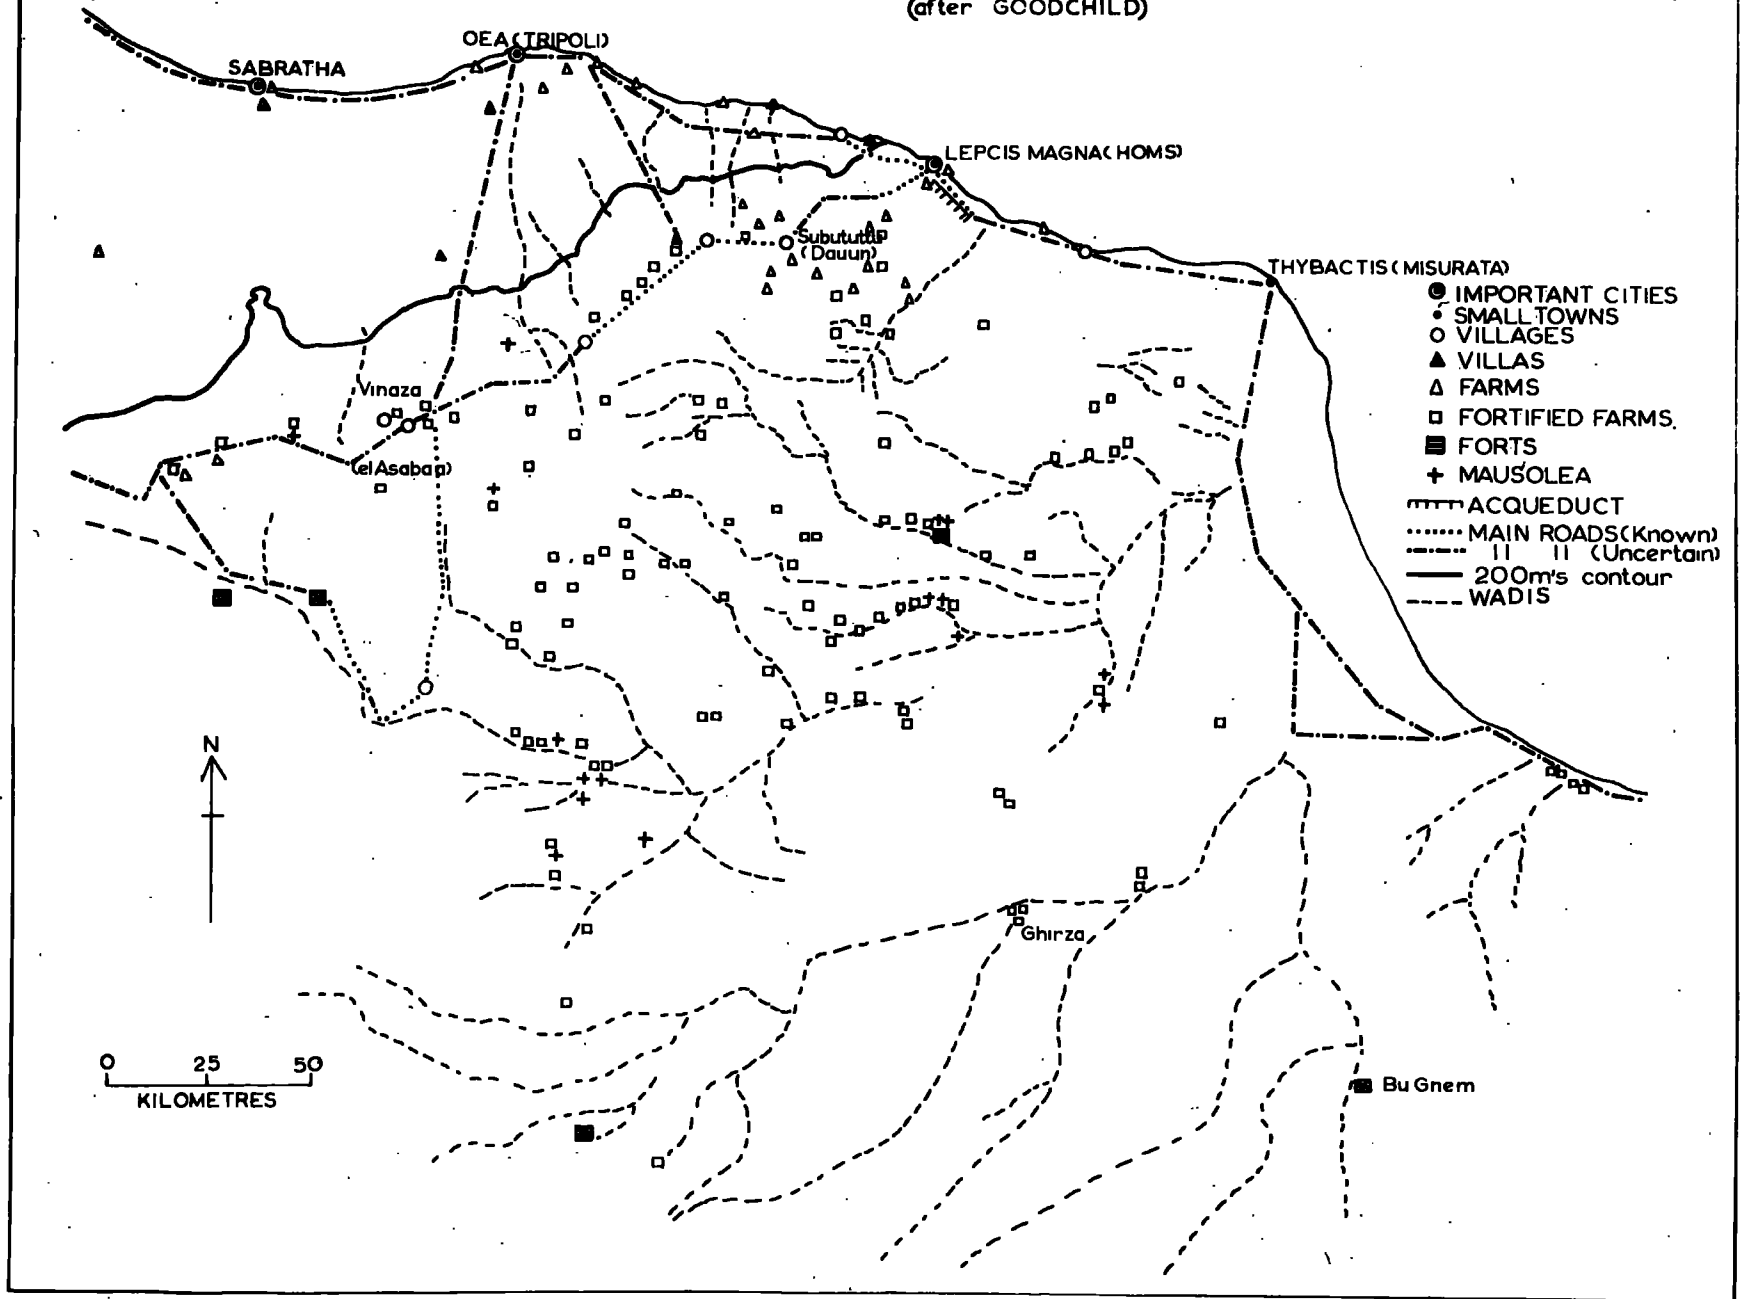 (after GOODCHILD)
OEA (TRIPOLI)
SABRATHA
LEPCIS MAGNA (HOMS)
Subututtu
(Dauun)
THYBACTIS (MISURATA)
IMPORTANT CITIES
SMALL TOWNS
VILLAGES
VILLAS
FARMS
FORTIFIED FARMS.
FORTS
MAUSOLEA
ACQUEDUCT
MAIN ROADS (Known)
" " (Uncertain)
200m's contour
WADIS
Vinaza
(el Asabaa)
N
Ghirza
0 25 50
KILOMETRES
Bu Gnem